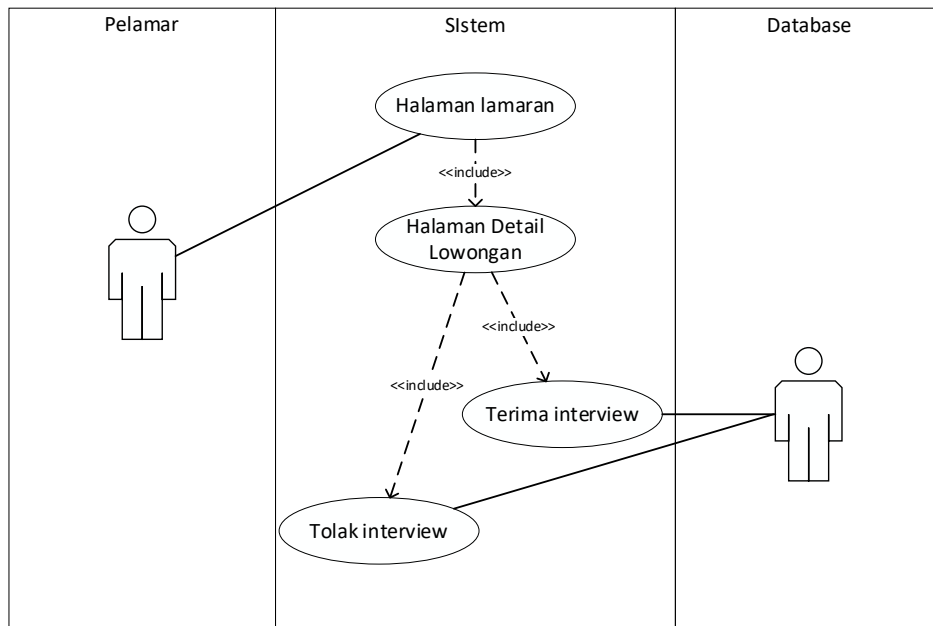 Pelamar
SIstem
Database
Halaman lamaran
<<include>>
Halaman Detail
Lowongan
<<include>>
<<include>>
Terima interview
Tolak interview